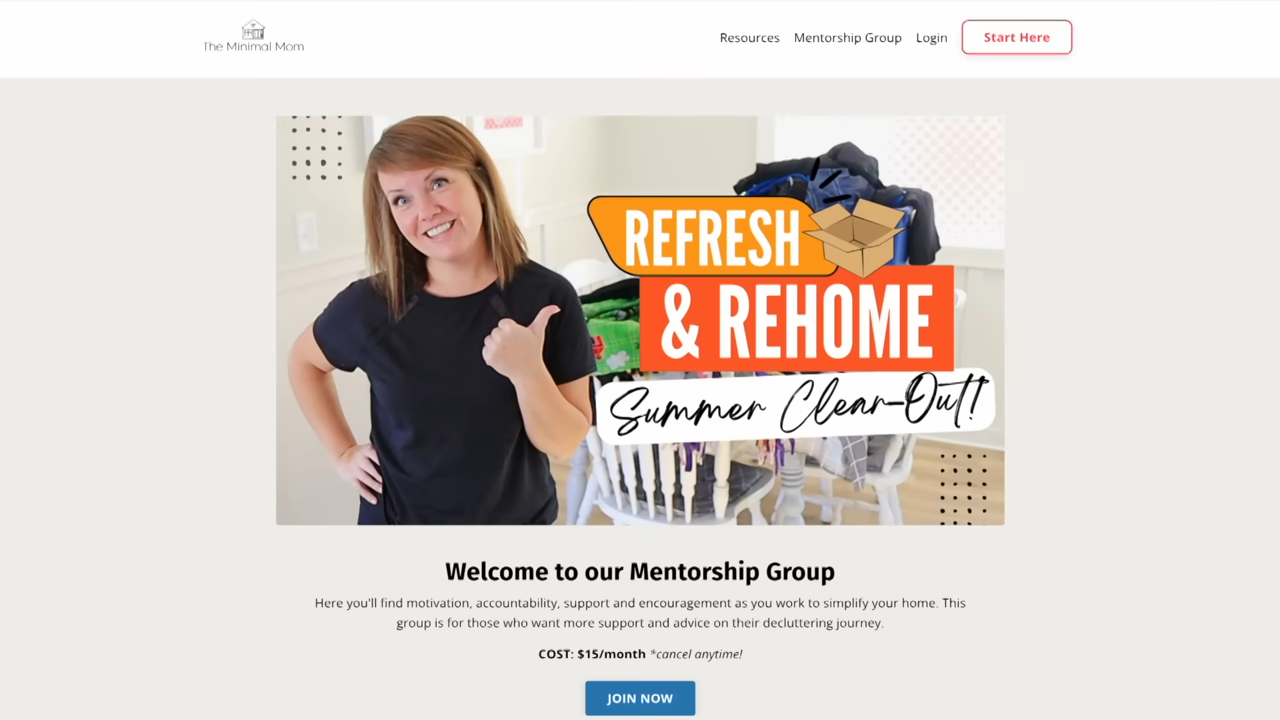 The Minimal Mom
Resources Mentorship Group Login Start Here
REFRESH
& REHOME
Summer Clear-Out!
Welcome to our Mentorship Group
Here you'll find motivation, accountability, support and encouragement as you work to simplify your home. This
group is for those who want more support and advice on their decluttering journey.
COST: $15/month *cancel anytime!
JOIN NOW